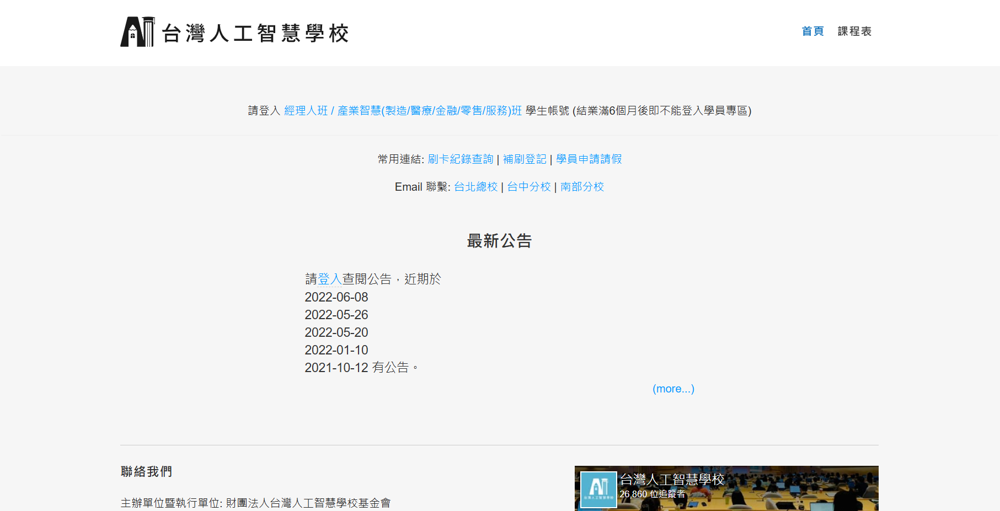 台灣人工智慧學校
首頁 課程表
請登入 經理人班 / 產業智慧(製造/醫療/金融/零售/服務)班 學生帳號 (結業滿6個月後即不能登入學員專區)
常用連結: 刷卡紀錄查詢 | 補刷登記 | 學員申請請假
Email 聯繫: 台北總校 | 台中分校 | 南部分校
最新公告
請登入查閱公告，近期於
2022-06-08
2022-05-26
2022-05-20
2022-01-10
2021-10-12 有公告。
(more...)
聯絡我們
主辦單位暨執行單位: 財團法人台灣人工智慧學校基金會
台灣人工智慧學校
26,860 位追蹤者
台灣人工智慧學校